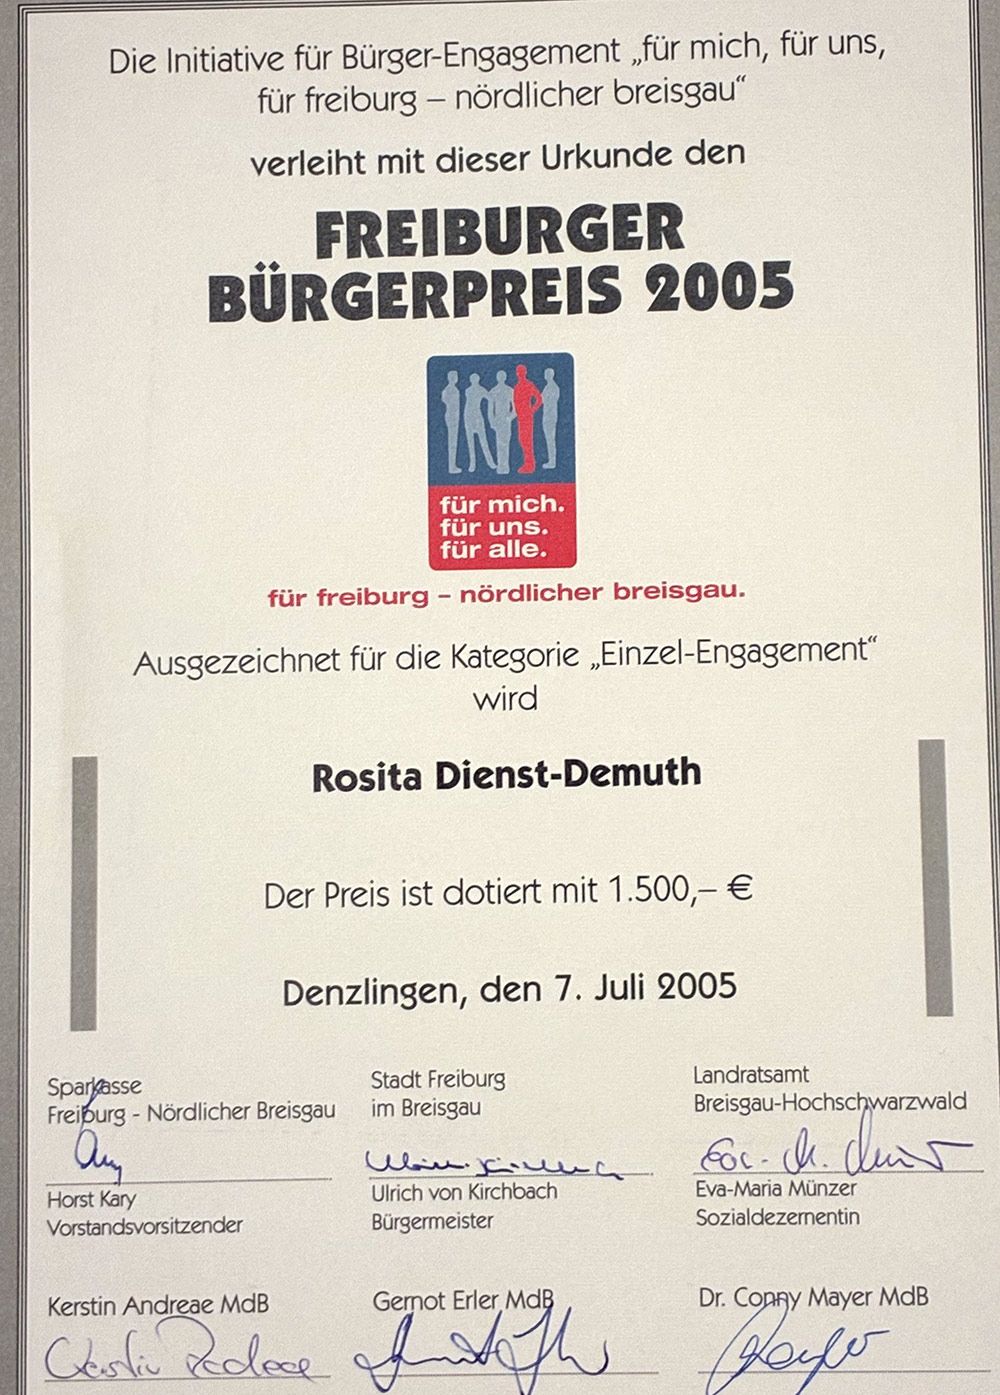 Die Initiative für Bürger-Engagement „für mich, für uns,
für freiburg – nördlicher breisgau“
verleiht mit dieser Urkunde den
FREIBURGER
BÜRGERPREIS 2005
für mich.
für uns.
für alle.
für freiburg – nördlicher breisgau.
Ausgezeichnet für die Kategorie „Einzel-Engagement“
wird
Rosita Dienst-Demuth
Der Preis ist dotiert mit 1.500,– €
Denzlingen, den 7. Juli 2005
Sparkasse
Freiburg - Nördlicher Breisgau
Horst Kary
Vorstandsvorsitzender
Stadt Freiburg
im Breisgau
Ulrich von Kirchbach
Bürgermeister
Landratsamt
Breisgau-Hochschwarzwald
Eva-Maria Münzer
Sozialdezernentin
Kerstin Andreae MdB
Gernot Erler MdB
Dr. Conny Mayer MdB